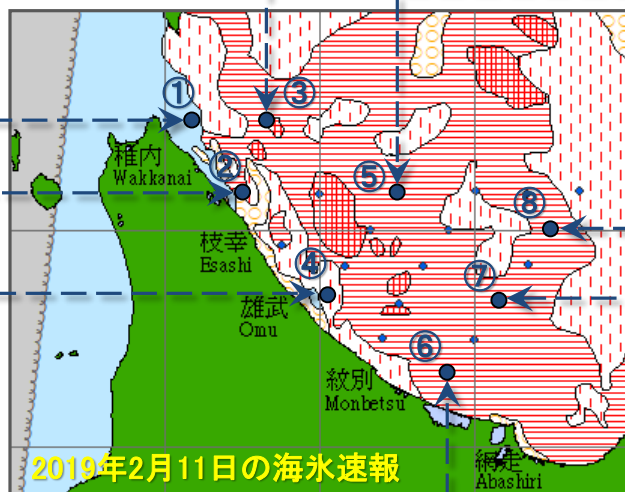 ①
③
稚内
Wakkanai
②
⑤
⑧
枝幸
Esashi
④
⑦
雄武
Omu
⑥
紋別
Monbetsu
網走
Abashiri
2019年2月11日の海氷速報